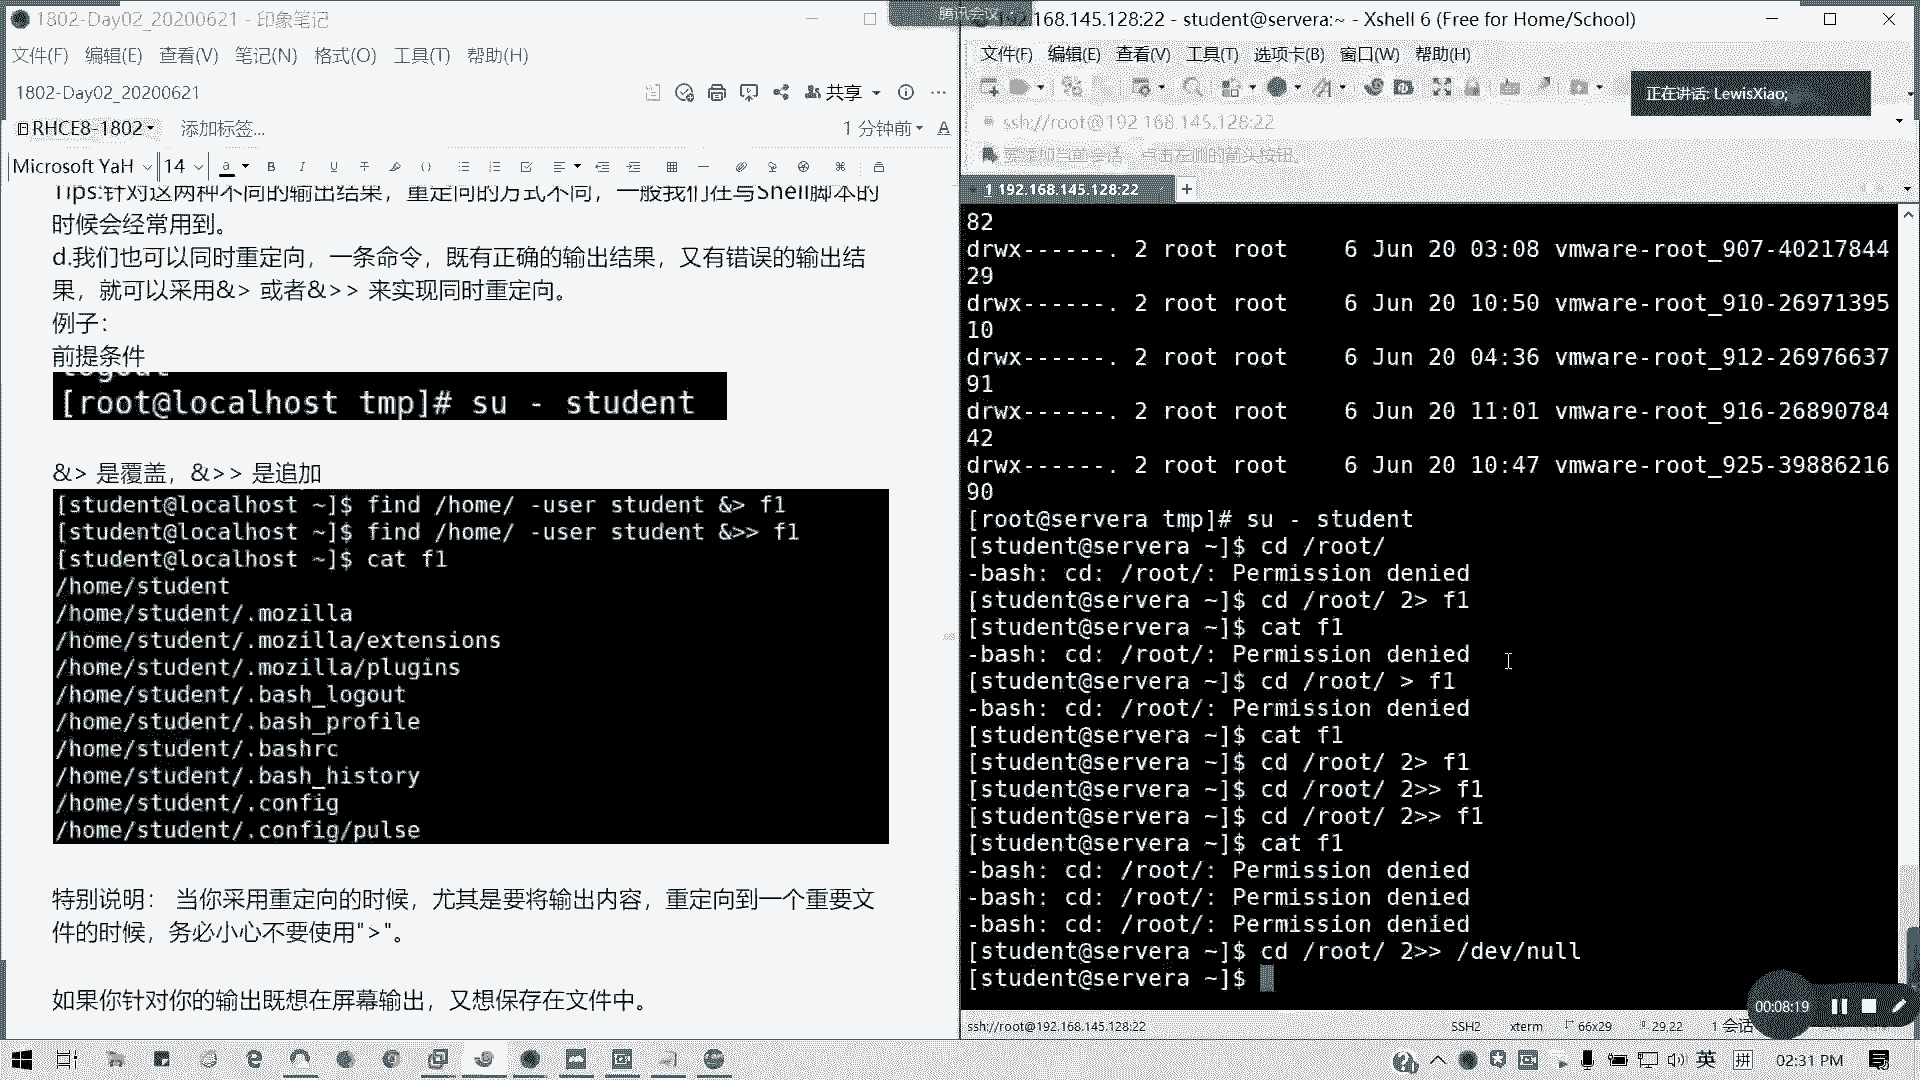 1802-Day02_20200621 - 印象笔记
文件(F) 编辑(E) 查看(V) 笔记(N) 格式(O) 工具(T) 帮助(H)
1802-Day02_20200621
共享
RHCE8-1802 添加标签...
1 分钟前
Microsoft YaH 14
Tips:针对这两种不同的输出结果，重定向的方式不同，一般我们在写Shell脚本的
时候会经常用到。
d.我们也可以同时重定向，一条命令，既有正确的输出结果，又有错误的输出结
果，就可以采用&> 或者&>> 来实现同时重定向。
例子：
前提条件
logout
[root@localhost tmp]# su - student
&> 是覆盖，&>> 是追加
[student@localhost ~]$ find /home/ -user student &> f1
[student@localhost ~]$ find /home/ -user student &>> f1
[student@localhost ~]$ cat f1
/home/student
/home/student/.mozilla
/home/student/.mozilla/extensions
/home/student/.mozilla/plugins
/home/student/.bash_logout
/home/student/.bash_profile
/home/student/.bashrc
/home/student/.bash_history
/home/student/.config
/home/student/.config/pulse
特别说明： 当你采用重定向的时候，尤其是要将输出内容，重定向到一个重要文
件的时候，务必小心不要使用">"。
如果你针对你的输出既想在屏幕输出，又想保存在文件中。
腾讯会议
192.168.145.128:22 - student@servera:~ - Xshell 6 (Free for Home/School)
文件(F) 编辑(E) 查看(V) 工具(T) 选项卡(B) 窗口(W) 帮助(H)
正在讲话: LewisXiao;
ssh://root@192.168.145.128:22
要添加当前会话，点击左侧的箭头按钮。
1 192.168.145.128:22
82
drwx------. 2 root root    6 Jun 20 03:08 vmware-root_907-40217844
29
drwx------. 2 root root    6 Jun 20 10:50 vmware-root_910-26971395
10
drwx------. 2 root root    6 Jun 20 04:36 vmware-root_912-26976637
91
drwx------. 2 root root    6 Jun 20 11:01 vmware-root_916-26890784
42
drwx------. 2 root root    6 Jun 20 10:47 vmware-root_925-39886216
90
[root@servera tmp]# su - student
[student@servera ~]$ cd /root/
-bash: cd: /root/: Permission denied
[student@servera ~]$ cd /root/ 2> f1
[student@servera ~]$ cat f1
-bash: cd: /root/: Permission denied
[student@servera ~]$ cd /root/ > f1
-bash: cd: /root/: Permission denied
[student@servera ~]$ cat f1
[student@servera ~]$ cd /root/ 2> f1
[student@servera ~]$ cd /root/ 2>> f1
[student@servera ~]$ cd /root/ 2>> f1
[student@servera ~]$ cat f1
-bash: cd: /root/: Permission denied
-bash: cd: /root/: Permission denied
-bash: cd: /root/: Permission denied
[student@servera ~]$ cd /root/ 2>> /dev/null
[student@servera ~]$
00:08:19
ssh://root@192.168.145.128:22 SSH2 xterm 66x29 29,22 1 会话
英 拼 02:31 PM